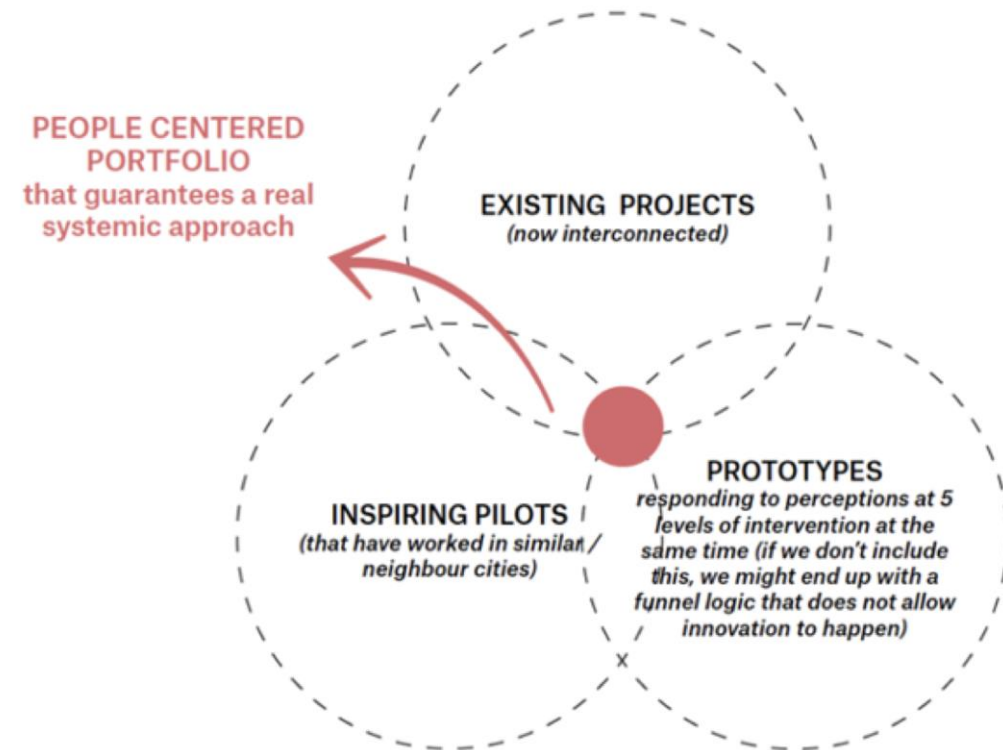 PEOPLE CENTERED
PORTFOLIO
that guarantees a real
systemic approach
EXISTING PROJECTS
(now interconnected)
INSPIRING PILOTS
(that have worked in similar/
neighbour cities)
PROTOTYPES
responding to perceptions at 5
levels of intervention at the
same time (if we don't include
this, we might end up with a
funnel logic that does not allow
innovation to happen)